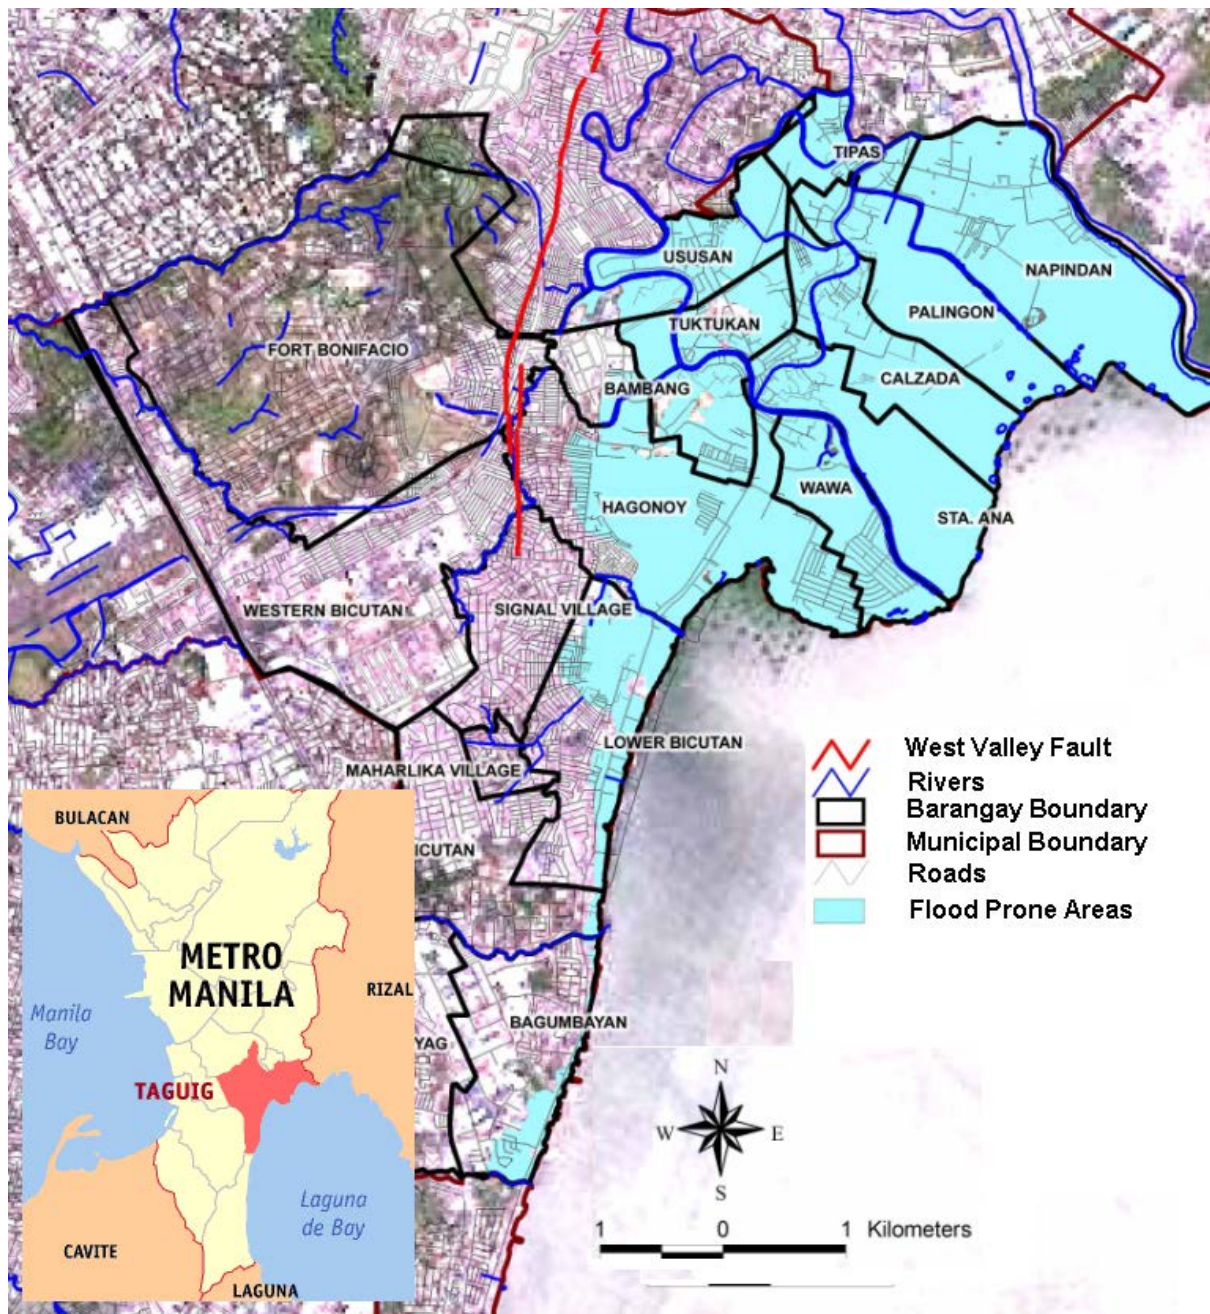 TIPAS
USUSAN
NAPINDAN
PALINGON
TUKTUKAN
FORT BONIFACIO
CALZADA
BAMBANG
WAWA
HAGONOY
STA. ANA
WESTERN BICUTAN
SIGNAL VILLAGE
LOWER BICUTAN
MAHARLIKA VILLAGE
West Valley Fault
Rivers
Barangay Boundary
Municipal Boundary
Roads
Flood Prone Areas
BULACAN
ICUTAN
METRO
MANILA
RIZAL
Manila
Bay
BAGUMBAYAN
YAG
TAGUIG
Laguna
de Bay
CAVITE
LAGUNA
N
W
E
S
1 0 1 Kilometers